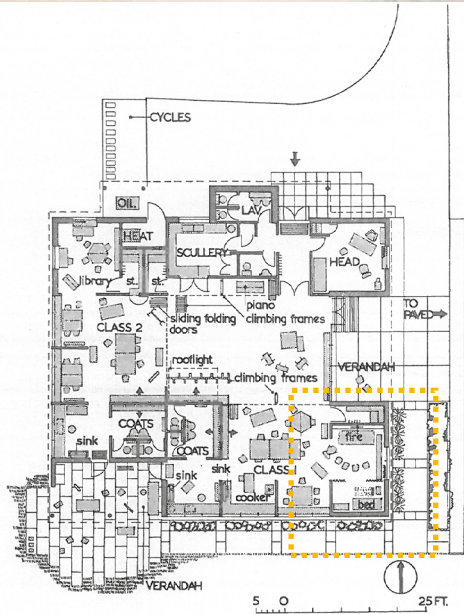 CYCLES
OIL.
LAV.
HEAT
SCULLERY
HEAD
library
st..
st..
piano
climbing frames
sliding folding
doors
TO
PAVED
CLASS 2
rooflight
climbing frames
VERANDAH
COATS
COATS
sink
fire
sink
CLASS 1
sink
cooker
bed
VERANDAH
5 0 25 FT.